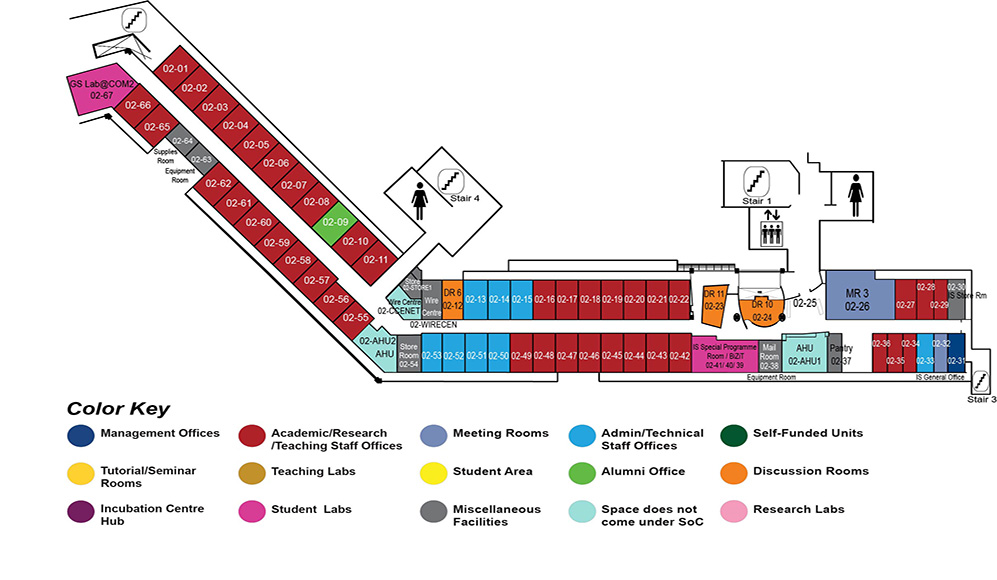 02-01
02-02
02-03
02-04
02-05
02-06
02-07
02-08
02-09
02-10
02-11
GS Lab@COM2
02-67
02-66
02-65
02-64
02-63
Supplies
Room
Equipment
Room
02-62
02-61
02-60
02-59
02-58
02-57
02-56
02-55
Stair 4
Stair 1
Store
02-STORE1
Wire Centre
02-CCENET
Wire
Centre
02-WIRECEN
DR 6
02-12
02-13
02-14
02-15
02-16
02-17
02-18
02-19
02-20
02-21
02-22
DR 11
02-23
DR 10
02-24
02-25
MR 3
02-26
02-27
02-28
02-29
02-30
IS Store Rm
02-AHU2
AHU
Store
Room
02-54
02-53
02-52
02-51
02-50
02-49
02-48
02-47
02-46
02-45
02-44
02-43
02-42
IS Special Programme
Room / BIZIT
02-41/ 40/ 39
Mail
Room
02-38
AHU
02-AHU1
Pantry
02-37
02-36
02-35
02-34
02-33
02-32
02-31
Equipment Room
IS General Office
Stair 3
Color Key
Management Offices
Academic/Research
/Teaching Staff Offices
Meeting Rooms
Admin/Technical
Staff Offices
Self-Funded Units
Tutorial/Seminar
Rooms
Teaching Labs
Student Area
Alumni Office
Discussion Rooms
Incubation Centre
Hub
Student Labs
Miscellaneous
Facilities
Space does not
come under SoC
Research Labs